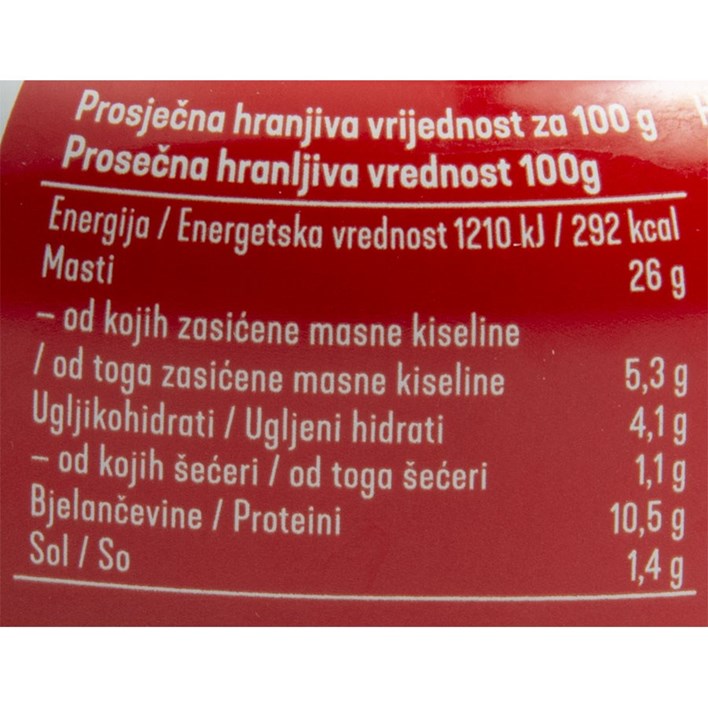 Prosječna hranjiva vrijednost za 100 g
Prosečna hranljiva vrednost 100g
Energija / Energetska vrednost 1210 kJ / 292 kcal
Masti 26 g
– od kojih zasićene masne kiseline
/ od toga zasićene masne kiseline 5,3 g
Ugljikohidrati / Ugljeni hidrati 4,1 g
– od kojih šećeri / od toga šećeri 1,1 g
Bjelančevine / Proteini 10,5 g
Sol / So 1,4 g